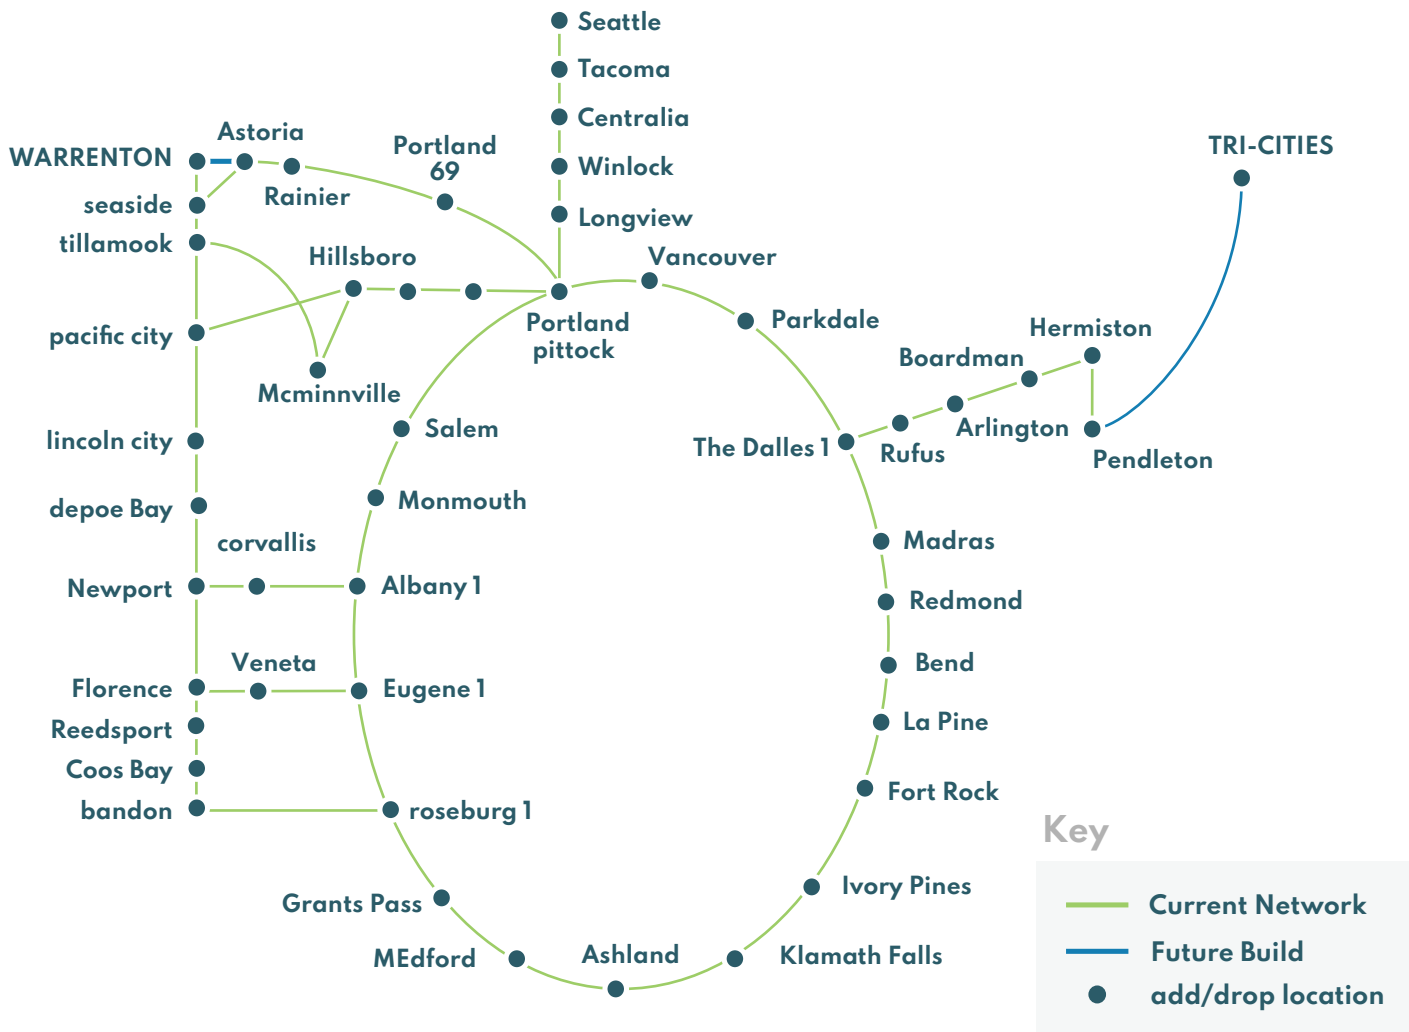 Seattle
Tacoma
Centralia
Winlock
Longview
Astoria
WARRENTON
Portland
69
Rainier
seaside
tillamook
Hillsboro
Vancouver
TRI-CITIES
pacific city
Portland
pittock
Parkdale
Hermiston
Boardman
Mcminnville
lincoln city
Salem
The Dalles 1
Rufus
Arlington
Pendleton
depoe Bay
Monmouth
corvallis
Madras
Newport
Albany 1
Redmond
Veneta
Bend
Florence
Eugene 1
Reedsport
La Pine
Coos Bay
bandon
roseburg 1
Fort Rock
Ivory Pines
Grants Pass
MEdford
Ashland
Klamath Falls
Key
Current Network
Future Build
add/drop location